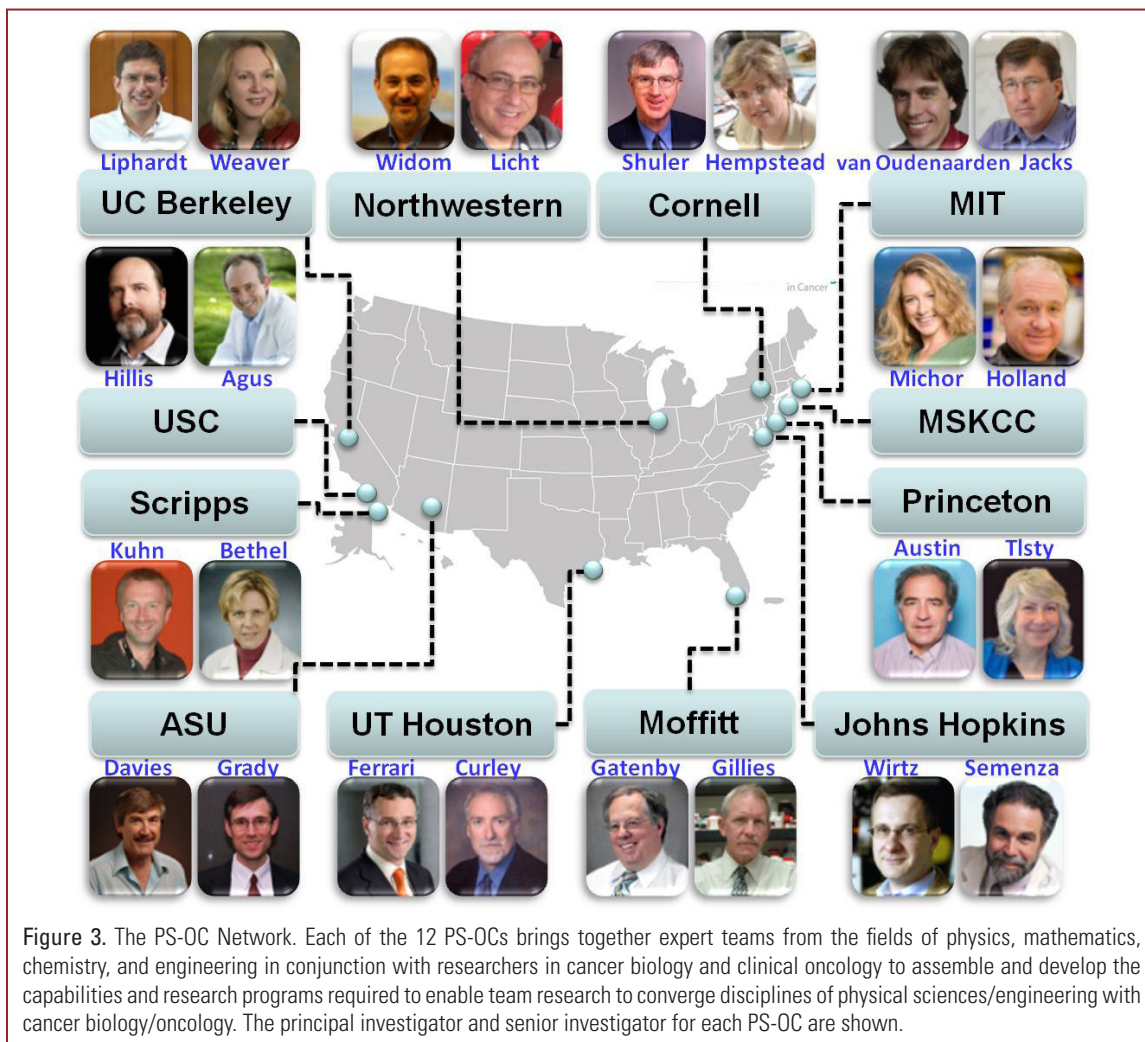 Liphardt Weaver Widom Licht Shuler Hempstead van Oudenaarden Jacks
UC Berkeley Northwestern Cornell MIT
in Cancer
Hillis Agus Michor Holland
USC MSKCC
Scripps Princeton
Kuhn Bethel Austin Tlsty
ASU UT Houston Moffitt Johns Hopkins
Davies Grady Ferrari Curley Gatenby Gillies Wirtz Semenza
Figure 3. The PS-OC Network. Each of the 12 PS-OCs brings together expert teams from the fields of physics, mathematics,
chemistry, and engineering in conjunction with researchers in cancer biology and clinical oncology to assemble and develop the
capabilities and research programs required to enable team research to converge disciplines of physical sciences/engineering with
cancer biology/oncology. The principal investigator and senior investigator for each PS-OC are shown.